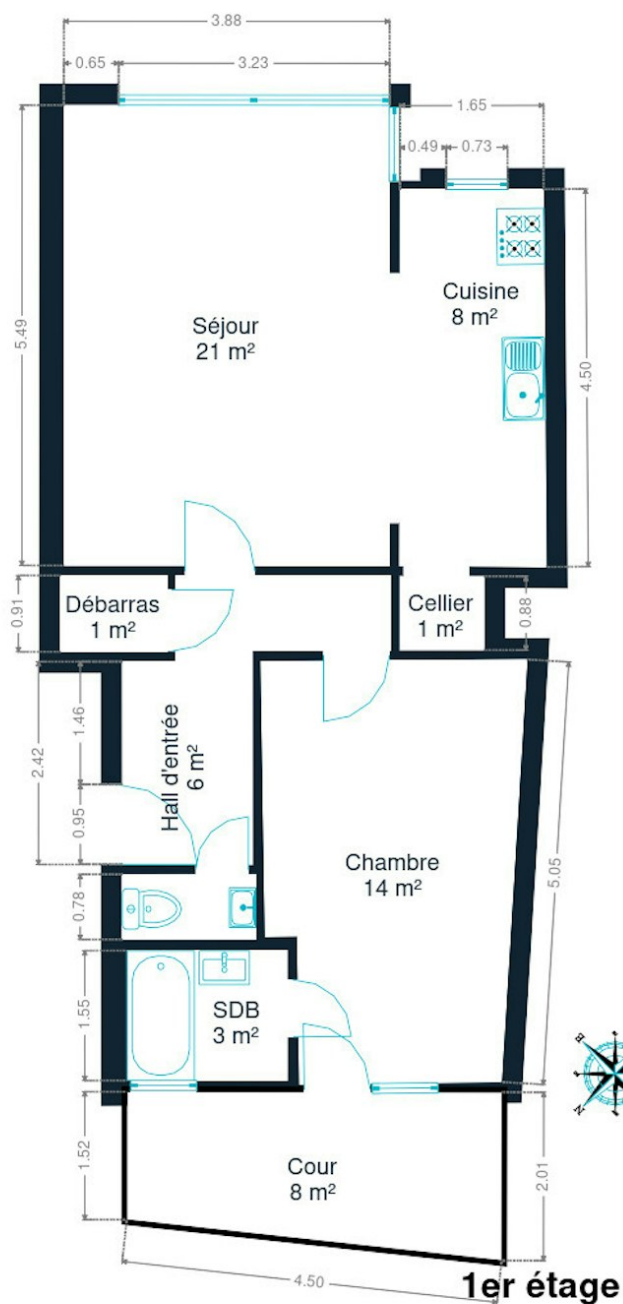 3.88
0.65
3.23
1.65
0.49
0.73
5.49
Cuisine
8 m²
Séjour
21 m²
4.50
0.91
Débarras
1 m²
Cellier
1 m²
0.88
2.42
1.46
Hall d'entrée
6 m²
0.95
Chambre
14 m²
5.05
0.78
1.55
SDB
3 m²
E
N
1.52
Cour
8 m²
2.01
4.50
1er étage